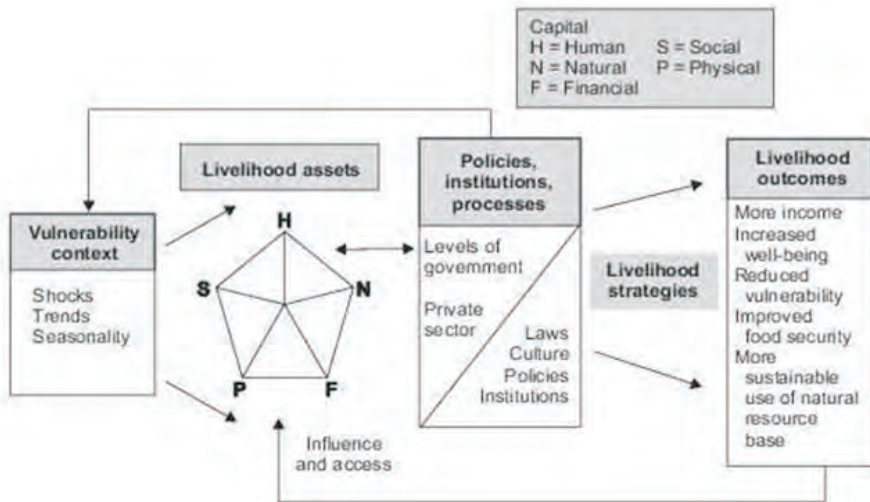 Capital
H = Human S = Social
N = Natural P = Physical
F = Financial
Livelihood assets
Policies,
institutions,
processes
Livelihood
outcomes
Vulnerability
context
Shocks
Trends
Seasonality
H
S
N
P
F
Levels of
government
Private
sector
Laws
Culture
Policies
Institutions
Livelihood
strategies
More income
Increased
well-being
Reduced
vulnerability
Improved
food security
More
sustainable
use of natural
resource
base
Influence
and access